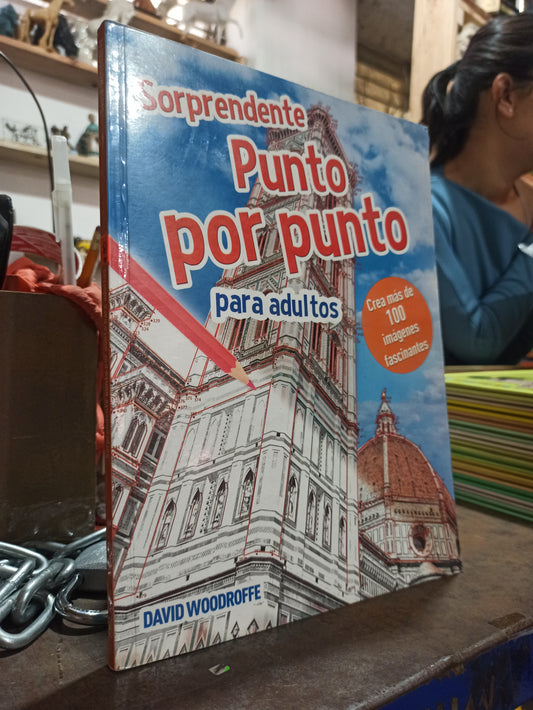 Sorprendente
Punto
por punto
para adultos
Crea más de
100
imágenes
fascinantes
DAVID WOODROFFE